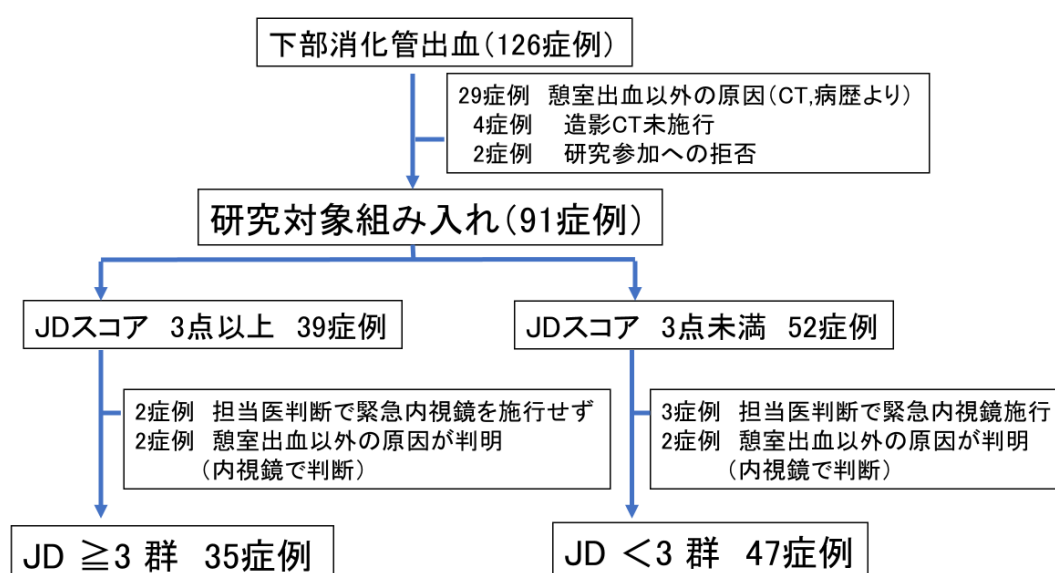 下部消化管出血(126症例)
29症例 憩室出血以外の原因(CT,病歴より)
4症例 造影CT未施行
2症例 研究参加への拒否
研究対象組み入れ(91症例)
JDスコア 3点以上 39症例
JDスコア 3点未満 52症例
2症例 担当医判断で緊急内視鏡を施行せず
2症例 憩室出血以外の原因が判明
(内視鏡で判断)
3症例 担当医判断で緊急内視鏡施行
2症例 憩室出血以外の原因が判明
(内視鏡で判断)
JD ≧3 群 35症例
JD <3 群 47症例